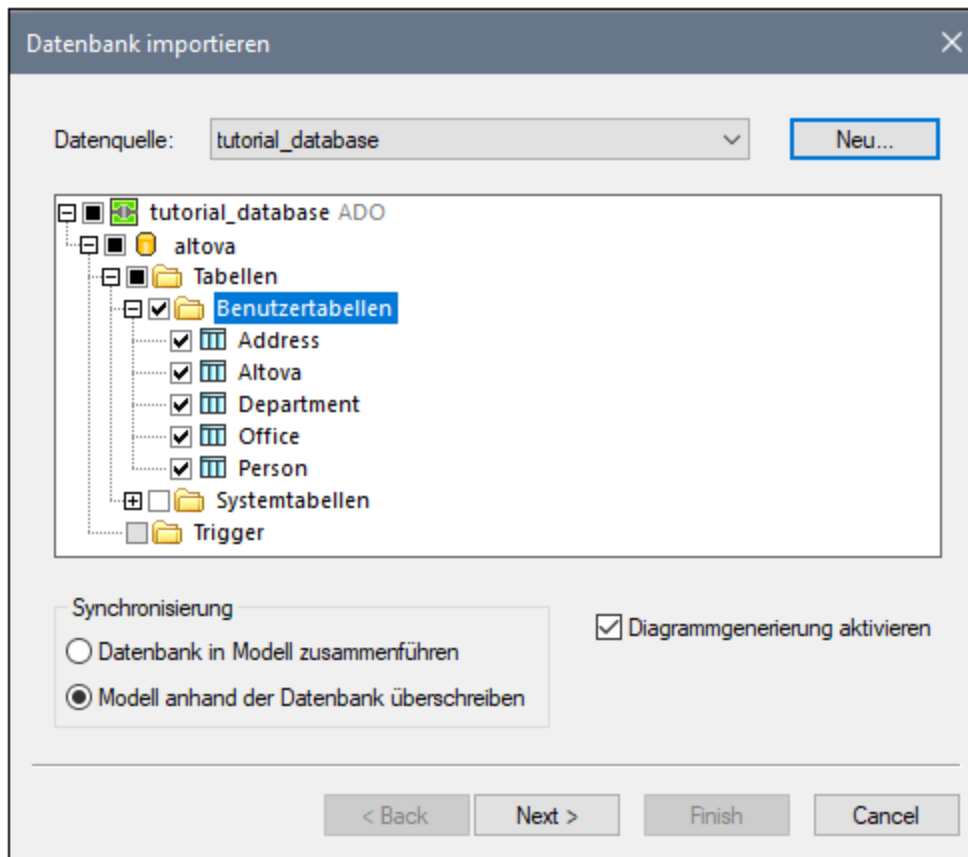 Datenbank importieren
Datenquelle: tutorial_database Neu...
tutorial_database ADO
altova
Tabellen
Benutzertabellen
Address
Altova
Department
Office
Person
Systemtabellen
Trigger
Synchronisierung
Datenbank in Modell zusammenführen
Modell anhand der Datenbank überschreiben
Diagrammgenerierung aktivieren
< Back Next > Finish Cancel